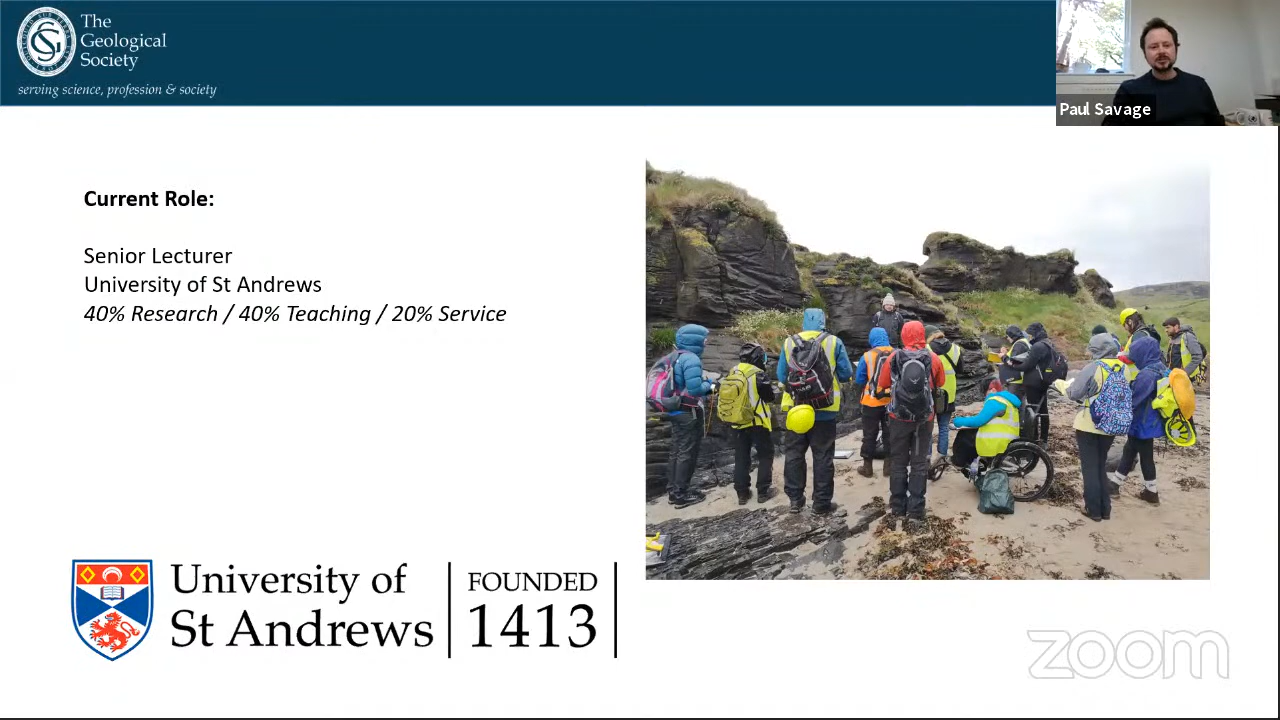 The
Geological
Society
serving science, profession & society
Paul Savage
Current Role:
Senior Lecturer
University of St Andrews
40% Research / 40% Teaching / 20% Service
University of
St Andrews
FOUNDED
1413
zoom